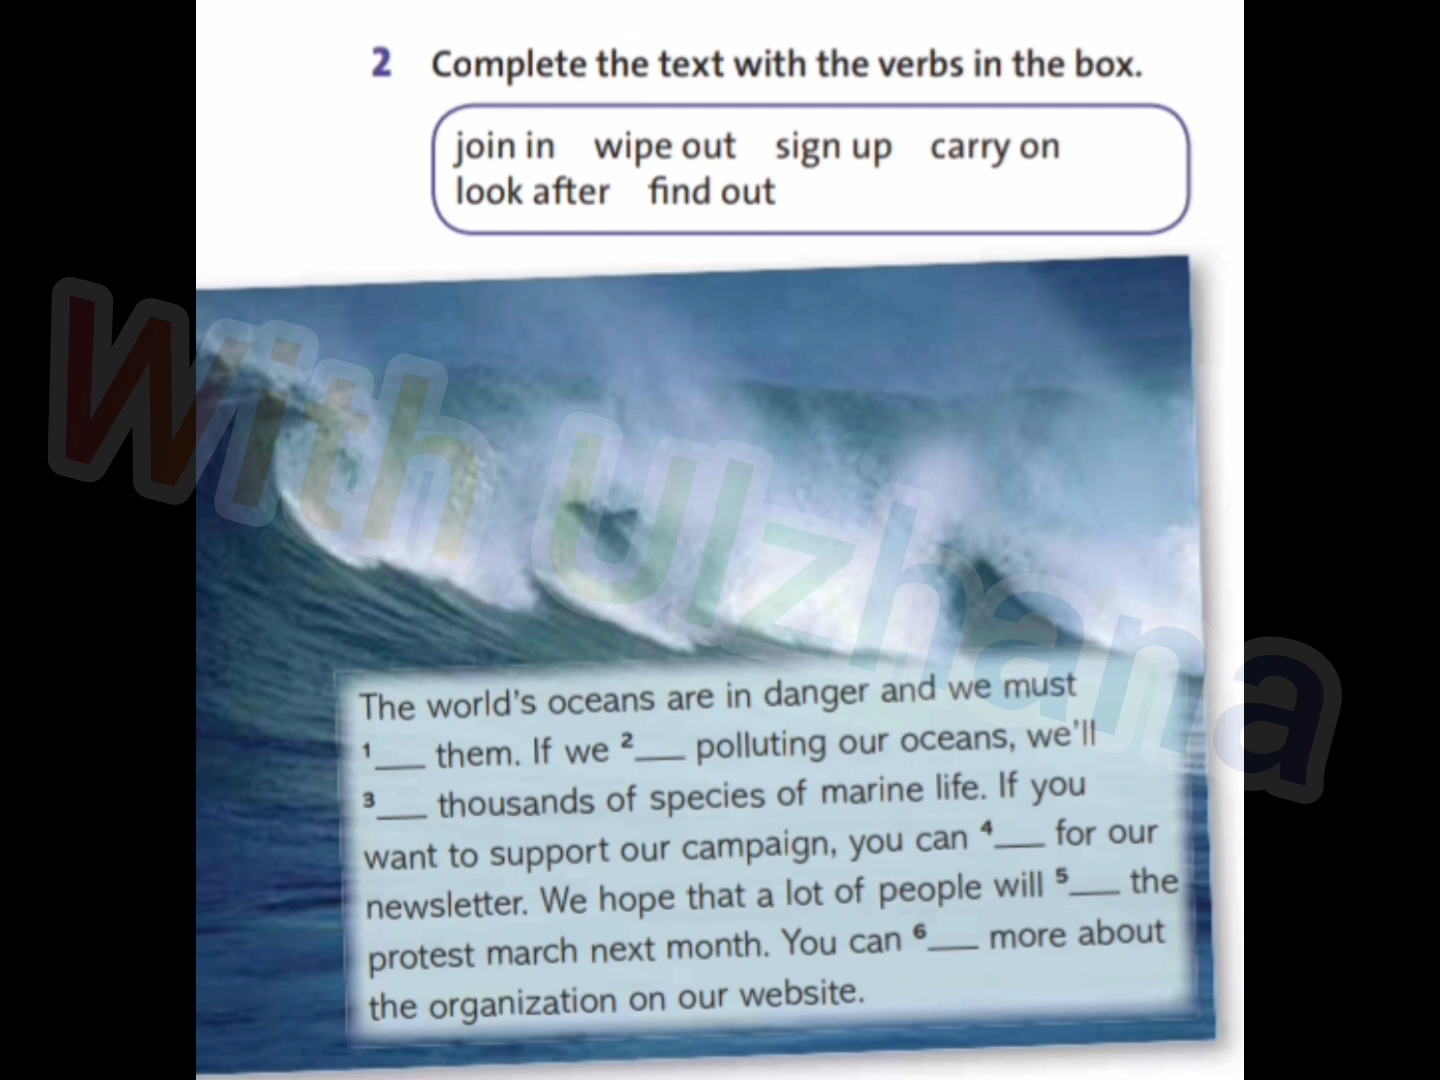 2 Complete the text with the verbs in the box.
join in wipe out sign up carry on
look after find out
The world's oceans are in danger and we must
1___ them. If we 2___ polluting our oceans, we'll
3___ thousands of species of marine life. If you
want to support our campaign, you can 4___ for our
newsletter. We hope that a lot of people will 5___ the
protest march next month. You can 6___ more about
the organization on our website.
With Ulzhana